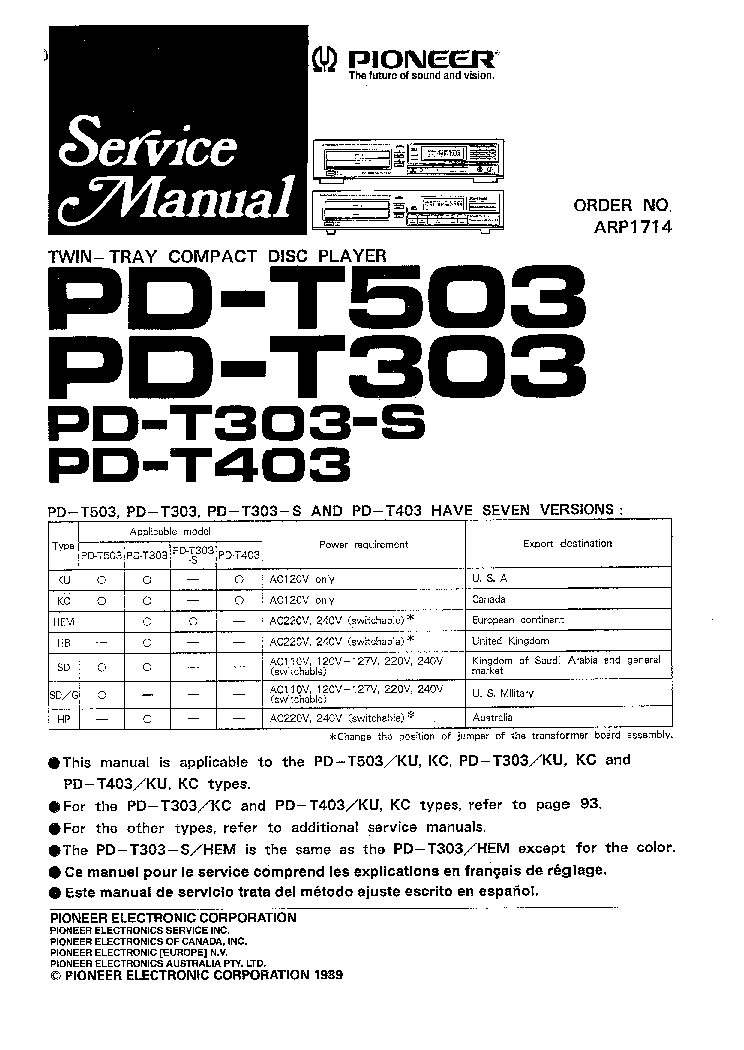 PIONEER
The future of sound and vision.
Service
Manual
ORDER NO.
ARP1714
TWIN-TRAY COMPACT DISC PLAYER
PD-T503
PD-T303
PD-T303-S
PD-T403
PD-T503, PD-T303, PD-T303-S AND PD-T403 HAVE SEVEN VERSIONS :
Type Applicable model Power requirement Export destination
PD-T503 PD-T303 PD-T303-S PD-T403
KU ○ ○ — ○ AC120V only U. S. A
KC ○ ○ — ○ AC120V only Canada
HEM — ○ ○ — AC220V, 240V (switchable)* European continent
HB — ○ — — AC220V, 240V (switchable)* United Kingdom
SD ○ ○ — — AC110V, 120V-127V, 220V, 240V (switchable) Kingdom of Saudi Arabia and general market
SD/G ○ — — — AC110V, 120V-127V, 220V, 240V (switchable) U. S. Military
HP — ○ — — AC220V, 240V (switchable)* Australia
*Change the position of jumper of the transformer board assembly.
●This manual is applicable to the PD-T503/KU, KC, PD-T303/KU, KC and
PD-T403/KU, KC types.
●For the PD-T303/KC and PD-T403/KU, KC types, refer to page 93.
●For the other types, refer to additional service manuals.
●The PD-T303-S/HEM is the same as the PD-T303/HEM except for the color.
● Ce manuel pour le service comprend les explications en français de réglage.
● Este manual de servicio trata del método ajuste escrito en español.
PIONEER ELECTRONIC CORPORATION
PIONEER ELECTRONICS SERVICE INC.
PIONEER ELECTRONICS OF CANADA, INC.
PIONEER ELECTRONIC [EUROPE] N.V.
PIONEER ELECTRONICS AUSTRALIA PTY. LTD.
© PIONEER ELECTRONIC CORPORATION 1989